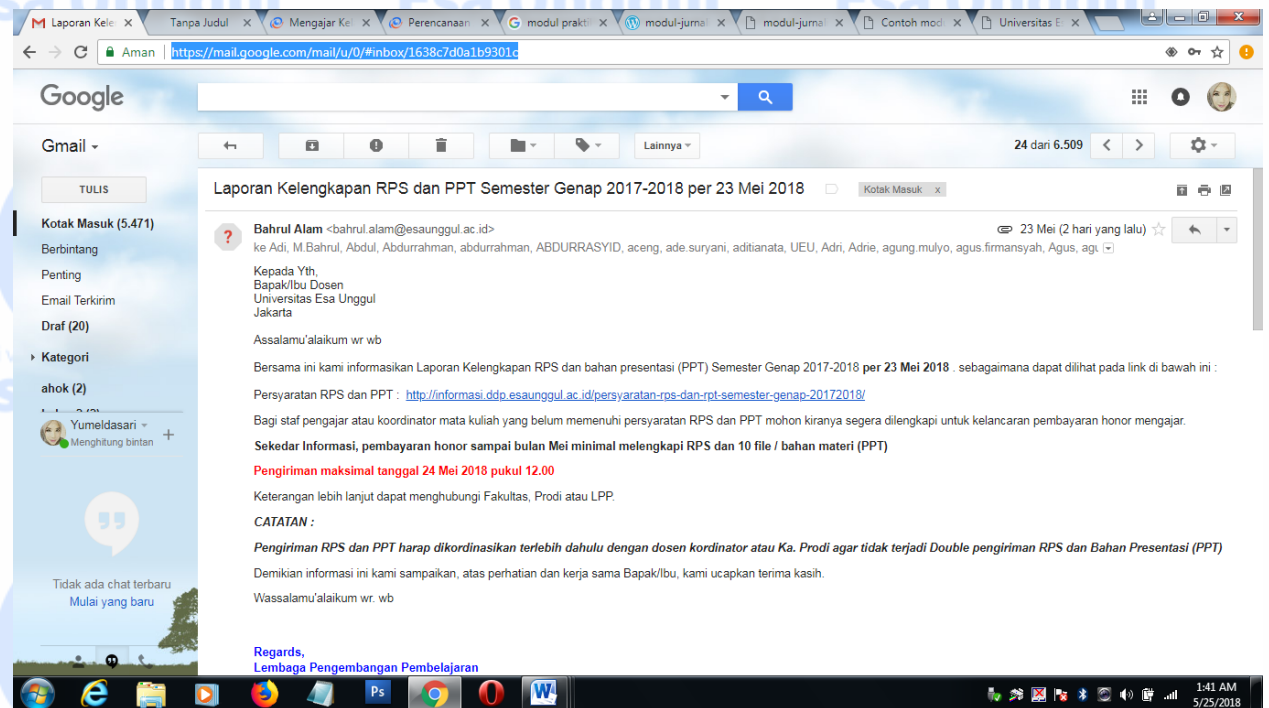 Esa Unggul Esa Unggul
Laporan Kele
Tanpa Judul
Mengajar Ke
Perencanaan
modul prakti
modul-jurnal
modul-jurnal
Contoh mod
Universitas E
Aman https://mail.google.com/mail/u/0/#inbox/1638c7d0a1b9301c
Google
Gmail
Lainnya
24 dari 6.509
TULIS
Laporan Kelengkapan RPS dan PPT Semester Genap 2017-2018 per 23 Mei 2018
Kotak Masuk x
Kotak Masuk (5.471)
Berbintang
Penting
Email Terkirim
Draf (20)
Kategori
ahok (2)
Yumeldasari
Menghitung bintan
Tidak ada chat terbaru
Mulai yang baru
Bahrul Alam <bahrul.alam@esaunggul.ac.id>
23 Mei (2 hari yang lalu)
ke Adi, M.Bahrul, Abdul, Abdurrahman, abdurrahman, ABDURRASYID, aceng, ade.suryani, aditianata, UEU, Adri, Adrie, agung.mulyo, agus.firmansyah, Agus, agu
Kepada Yth,
Bapak/Ibu Dosen
Universitas Esa Unggul
Jakarta
Assalamu'alaikum wr wb
Bersama ini kami informasikan Laporan Kelengkapan RPS dan bahan presentasi (PPT) Semester Genap 2017-2018 per 23 Mei 2018 . sebagaimana dapat dilihat pada link di bawah ini :
Persyaratan RPS dan PPT : http://informasi.ddp.esaunggul.ac.id/persyaratan-rps-dan-rpt-semester-genap-20172018/
Bagi staf pengajar atau koordinator mata kuliah yang belum memenuhi persyaratan RPS dan PPT mohon kiranya segera dilengkapi untuk kelancaran pembayaran honor mengajar.
Sekedar Informasi, pembayaran honor sampai bulan Mei minimal melengkapi RPS dan 10 file / bahan materi (PPT)
Pengiriman maksimal tanggal 24 Mei 2018 pukul 12.00
Keterangan lebih lanjut dapat menghubungi Fakultas, Prodi atau LPP.
CATATAN :
Pengiriman RPS dan PPT harap dikordinasikan terlebih dahulu dengan dosen kordinator atau Ka. Prodi agar tidak terjadi Double pengiriman RPS dan Bahan Presentasi (PPT)
Demikian informasi ini kami sampaikan, atas perhatian dan kerja sama Bapak/Ibu, kami ucapkan terima kasih.
Wassalamu'alaikum wr. wb
Regards,
Lembaga Pengembangan Pembelajaran
Ps
1:41 AM
5/25/2018